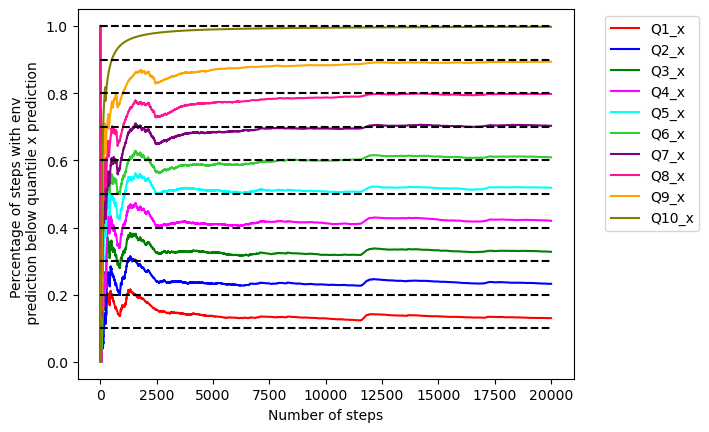 Percentage of steps with env
prediction below quantile x prediction
1.0
0.8
0.6
0.4
0.2
0.0
0
2500
5000
7500
10000
12500
15000
17500
20000
Number of steps
Q1_x
Q2_x
Q3_x
Q4_x
Q5_x
Q6_x
Q7_x
Q8_x
Q9_x
Q10_x